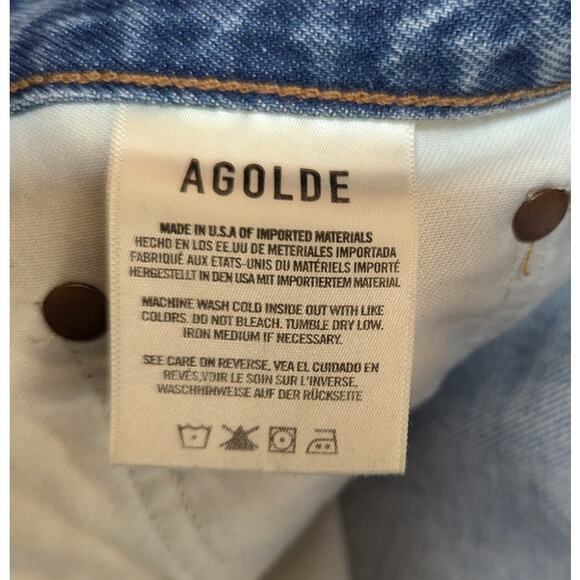 AGOLDE
MADE IN U.S.A OF IMPORTED MATERIALS
HECHO EN LOS EE.UU DE METERIALES IMPORTADA
FABRIQUÉ AUX ETATS-UNIS DU MATÉRIELS IMPORTÉ
HERGESTELLT IN DEN USA MIT IMPORTIERTEM MATERIAL
MACHINE WASH COLD INSIDE OUT WITH LIKE
COLORS. DO NOT BLEACH. TUMBLE DRY LOW.
IRON MEDIUM IF NECESSARY.
SEE CARE ON REVERSE, VEA EL CUIDADO EN
REVÉS,VOIR LE SOIN SUR L'INVERSE,
WASCHHINWEISE AUF DER RÜCKSEITE